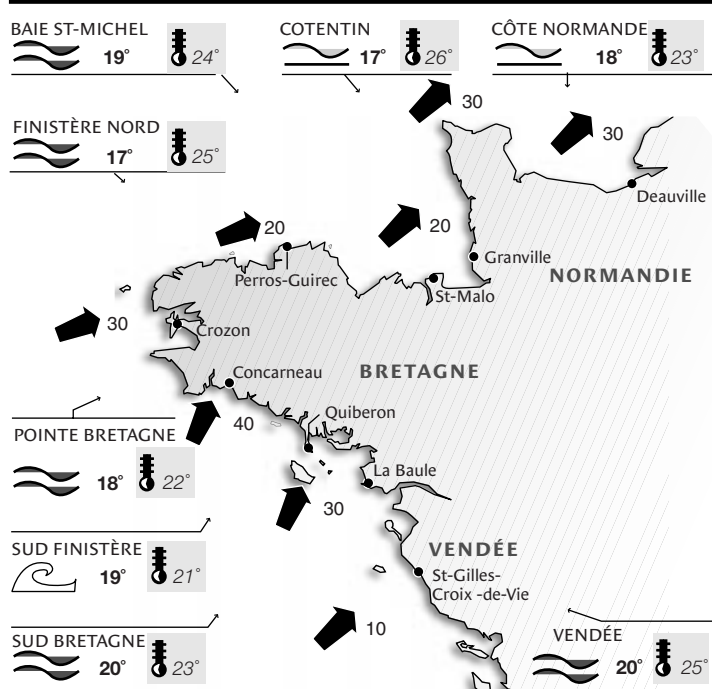 BAIE ST-MICHEL
19° 24°
COTENTIN
17° 26°
CÔTE NORMANDE
18° 23°
30
30
FINISTÈRE NORD
17° 25°
Deauville
20
20
Granville
Perros-Guirec
St-Malo
NORMANDIE
30
Crozon
BRETAGNE
Concarneau
40
Quiberon
POINTE BRETAGNE
18° 22°
La Baule
30
SUD FINISTÈRE
19° 21°
VENDÉE
St-Gilles-
Croix -de-Vie
10
SUD BRETAGNE
20° 23°
VENDÉE
20° 25°